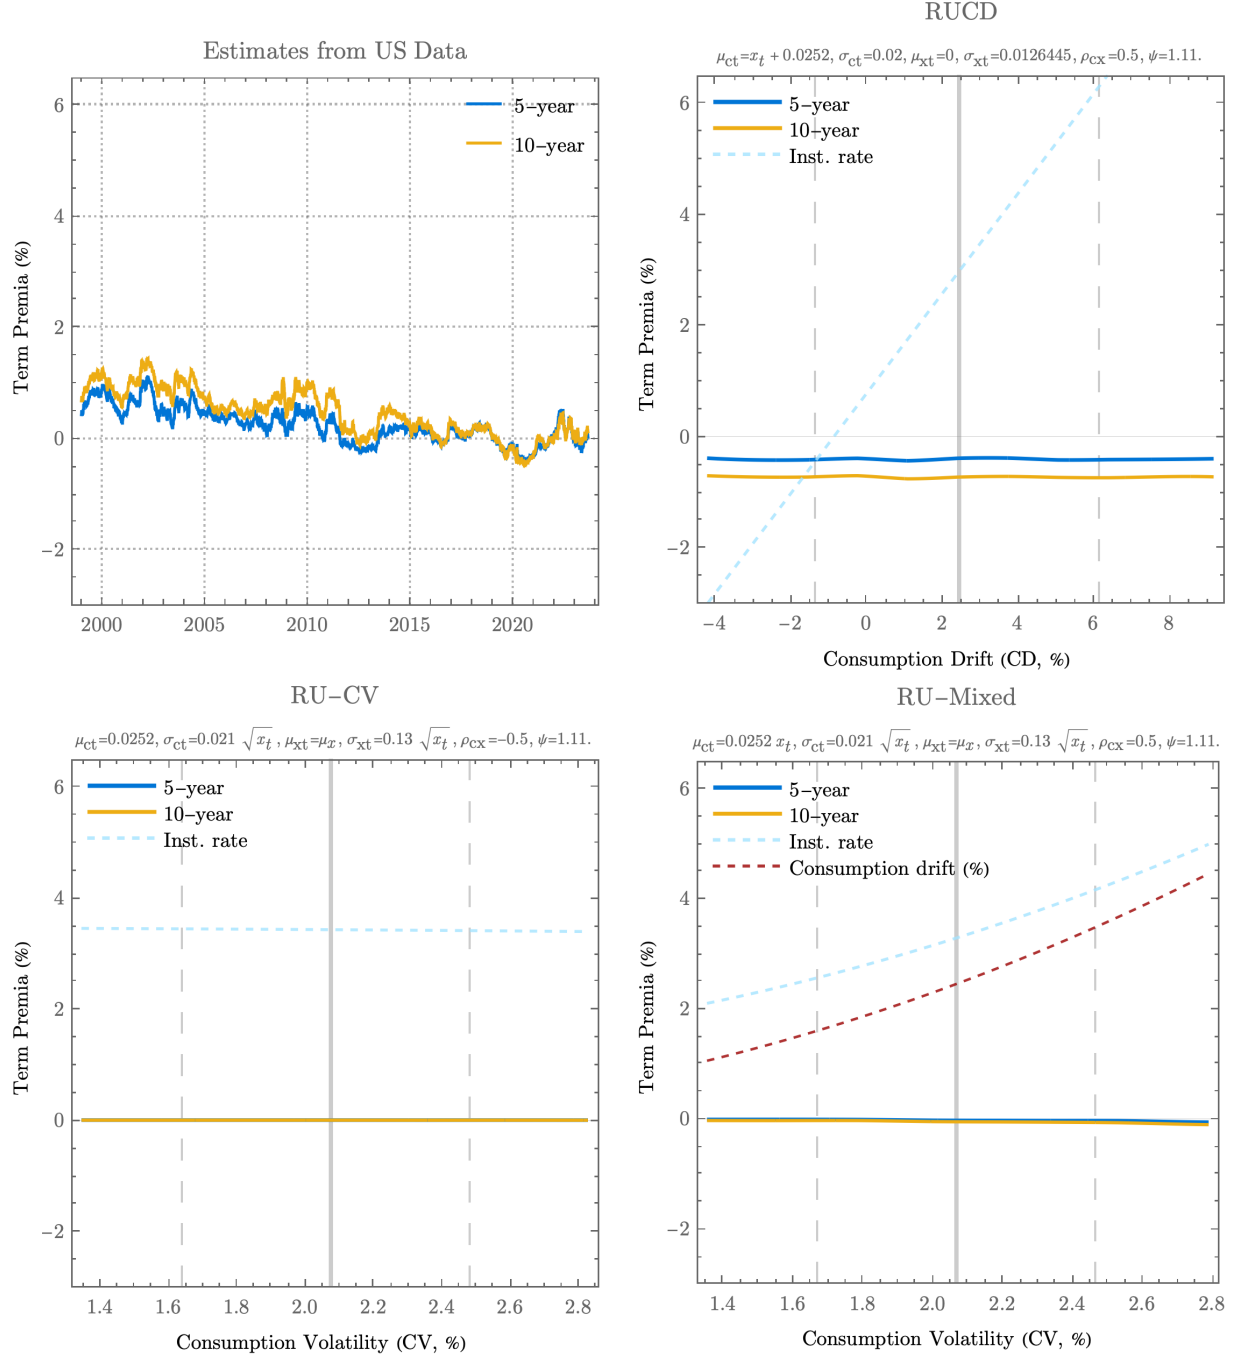 Estimates from US Data
6
4
2
0
−2
Term Premia (%)
5−year
10−year
2000 2005 2010 2015 2020
RUCD
μct=xt + 0.0252, σct=0.02, μxt=0, σxt=0.0126445, ρcx=0.5, ψ=1.11.
6
4
2
0
−2
Term Premia (%)
5−year
10−year
Inst. rate
−4 −2 0 2 4 6 8
Consumption Drift (CD, %)
RU−CV
μct=0.0252, σct=0.021 √xt, μxt=μx, σxt=0.13 √xt, ρcx=−0.5, ψ=1.11.
6
4
2
0
−2
Term Premia (%)
5−year
10−year
Inst. rate
1.4 1.6 1.8 2.0 2.2 2.4 2.6 2.8
Consumption Volatility (CV, %)
RU−Mixed
μct=0.0252 xt, σct=0.021 √xt, μxt=μx, σxt=0.13 √xt, ρcx=0.5, ψ=1.11.
6
4
2
0
−2
Term Premia (%)
5−year
10−year
Inst. rate
Consumption drift (%)
1.4 1.6 1.8 2.0 2.2 2.4 2.6 2.8
Consumption Volatility (CV, %)